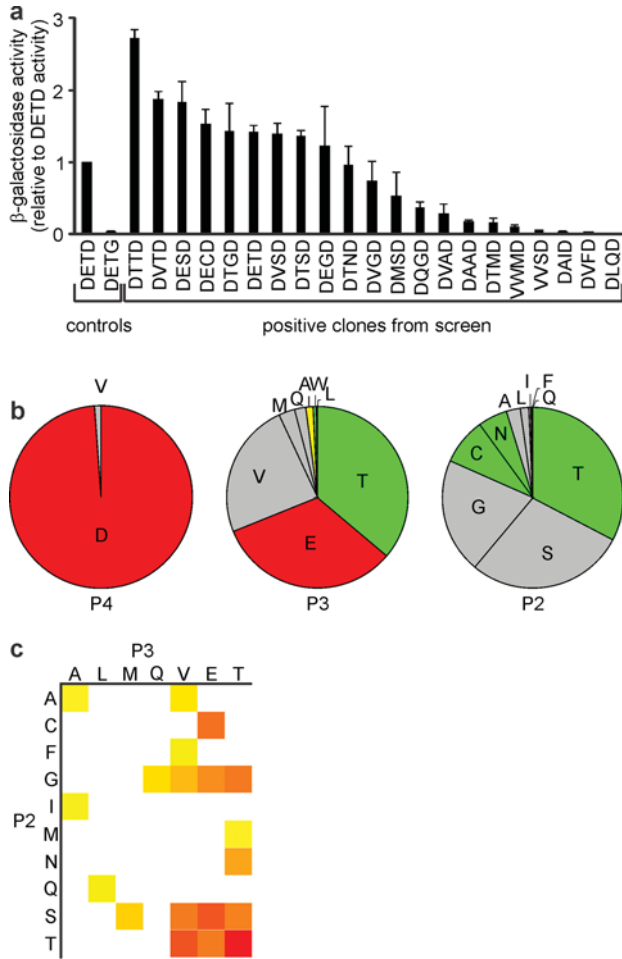 a
β-galactosidase activity
(relative to DETD activity)
3
2
1
0
DETD
DETG
DTTD
DVTD
DESD
DECD
DTGD
DETD
DVSD
DTSD
DEGD
DTND
DVGD
DMSD
DQGD
DVAD
DAAD
DTMD
VWMD
VVSD
DAID
DVFD
DLQD
controls
positive clones from screen
b
V
D
P4
M
Q
A
W
L
V
T
E
P3
A
L
I
F
Q
N
C
T
G
S
P2
c
P3
A L M Q V E T
A
C
F
G
I
P2
M
N
Q
S
T